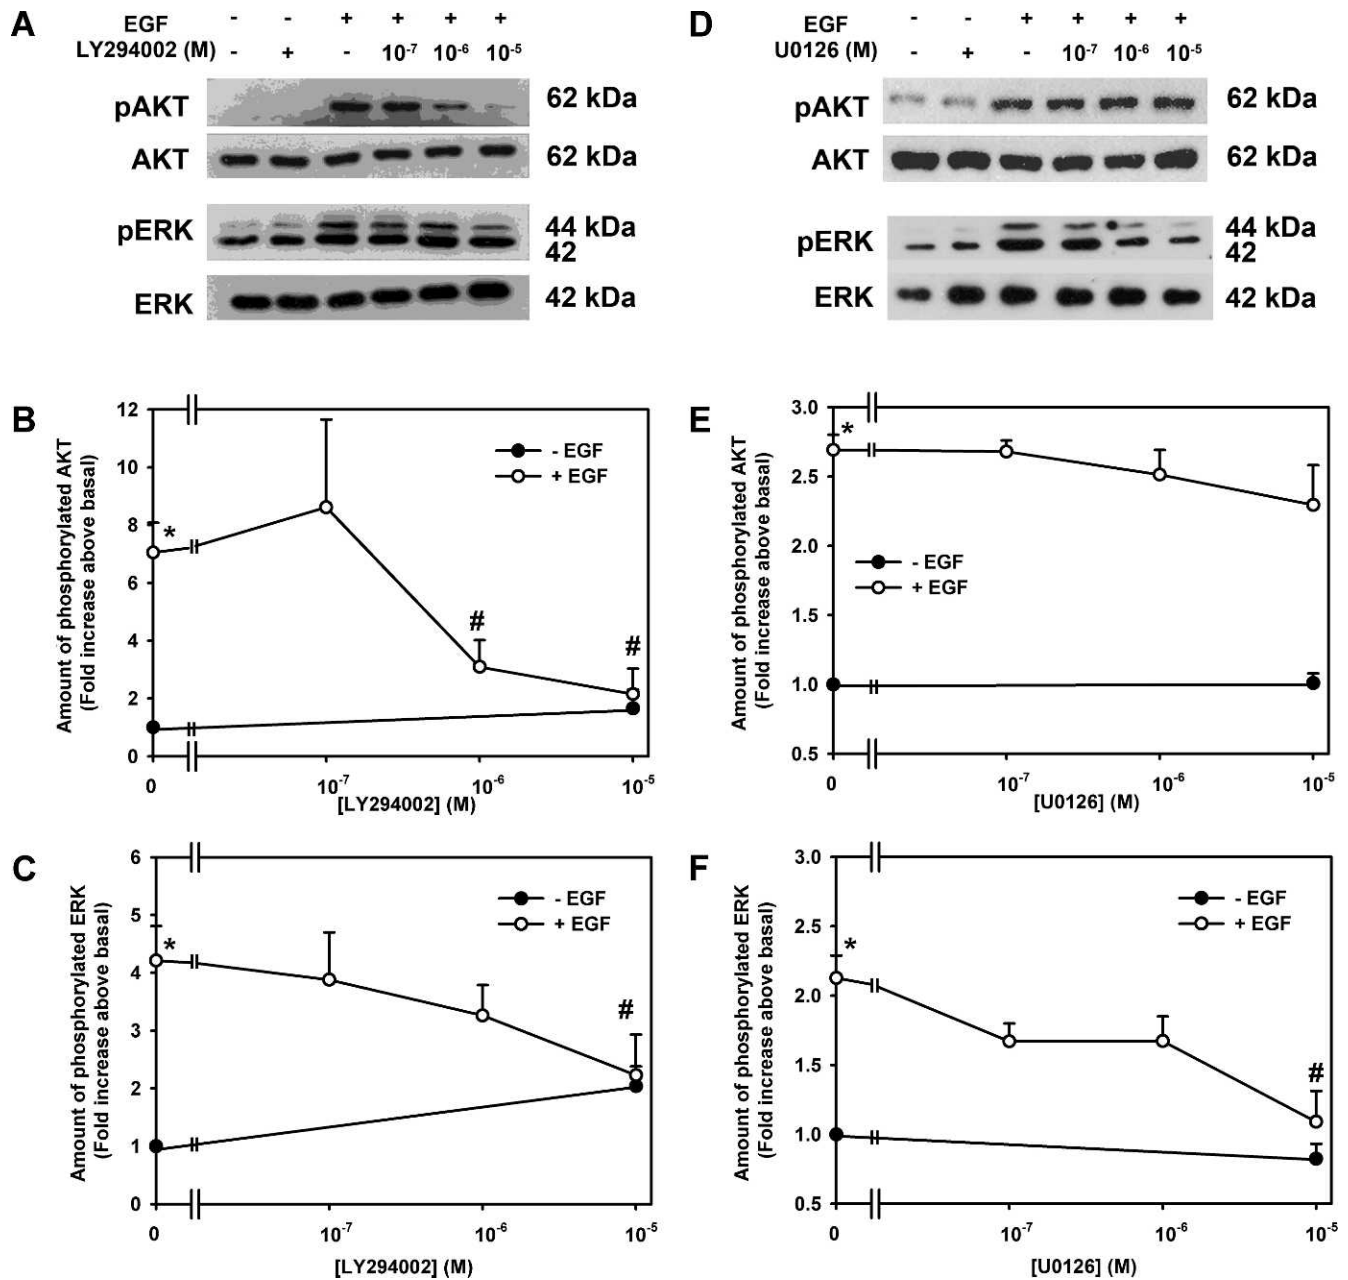 A
EGF - - + + + +
LY294002 (M) - + - 10-7 10-6 10-5
pAKT 62 kDa
AKT 62 kDa
pERK 44 kDa
42
ERK 42 kDa
D
EGF - - + + + +
U0126 (M) - + - 10-7 10-6 10-5
pAKT 62 kDa
AKT 62 kDa
pERK 44 kDa
42
ERK 42 kDa
B
Amount of phosphorylated AKT
(Fold increase above basal)
12
10
8
6
4
2
0
*
#
#
- EGF
+ EGF
0 10-7 10-6 10-5
[LY294002] (M)
E
Amount of phosphorylated AKT
(Fold increase above basal)
3.0
2.5
2.0
1.5
1.0
0.5
*
- EGF
+ EGF
0 10-7 10-6 10-5
[U0126] (M)
C
Amount of phosphorylated ERK
(Fold increase above basal)
6
5
4
3
2
1
0
*
#
- EGF
+ EGF
0 10-7 10-6 10-5
[LY294002] (M)
F
Amount of phosphorylated ERK
(Fold increase above basal)
3.0
2.5
2.0
1.5
1.0
0.5
*
#
- EGF
+ EGF
0 10-7 10-6 10-5
[U0126] (M)